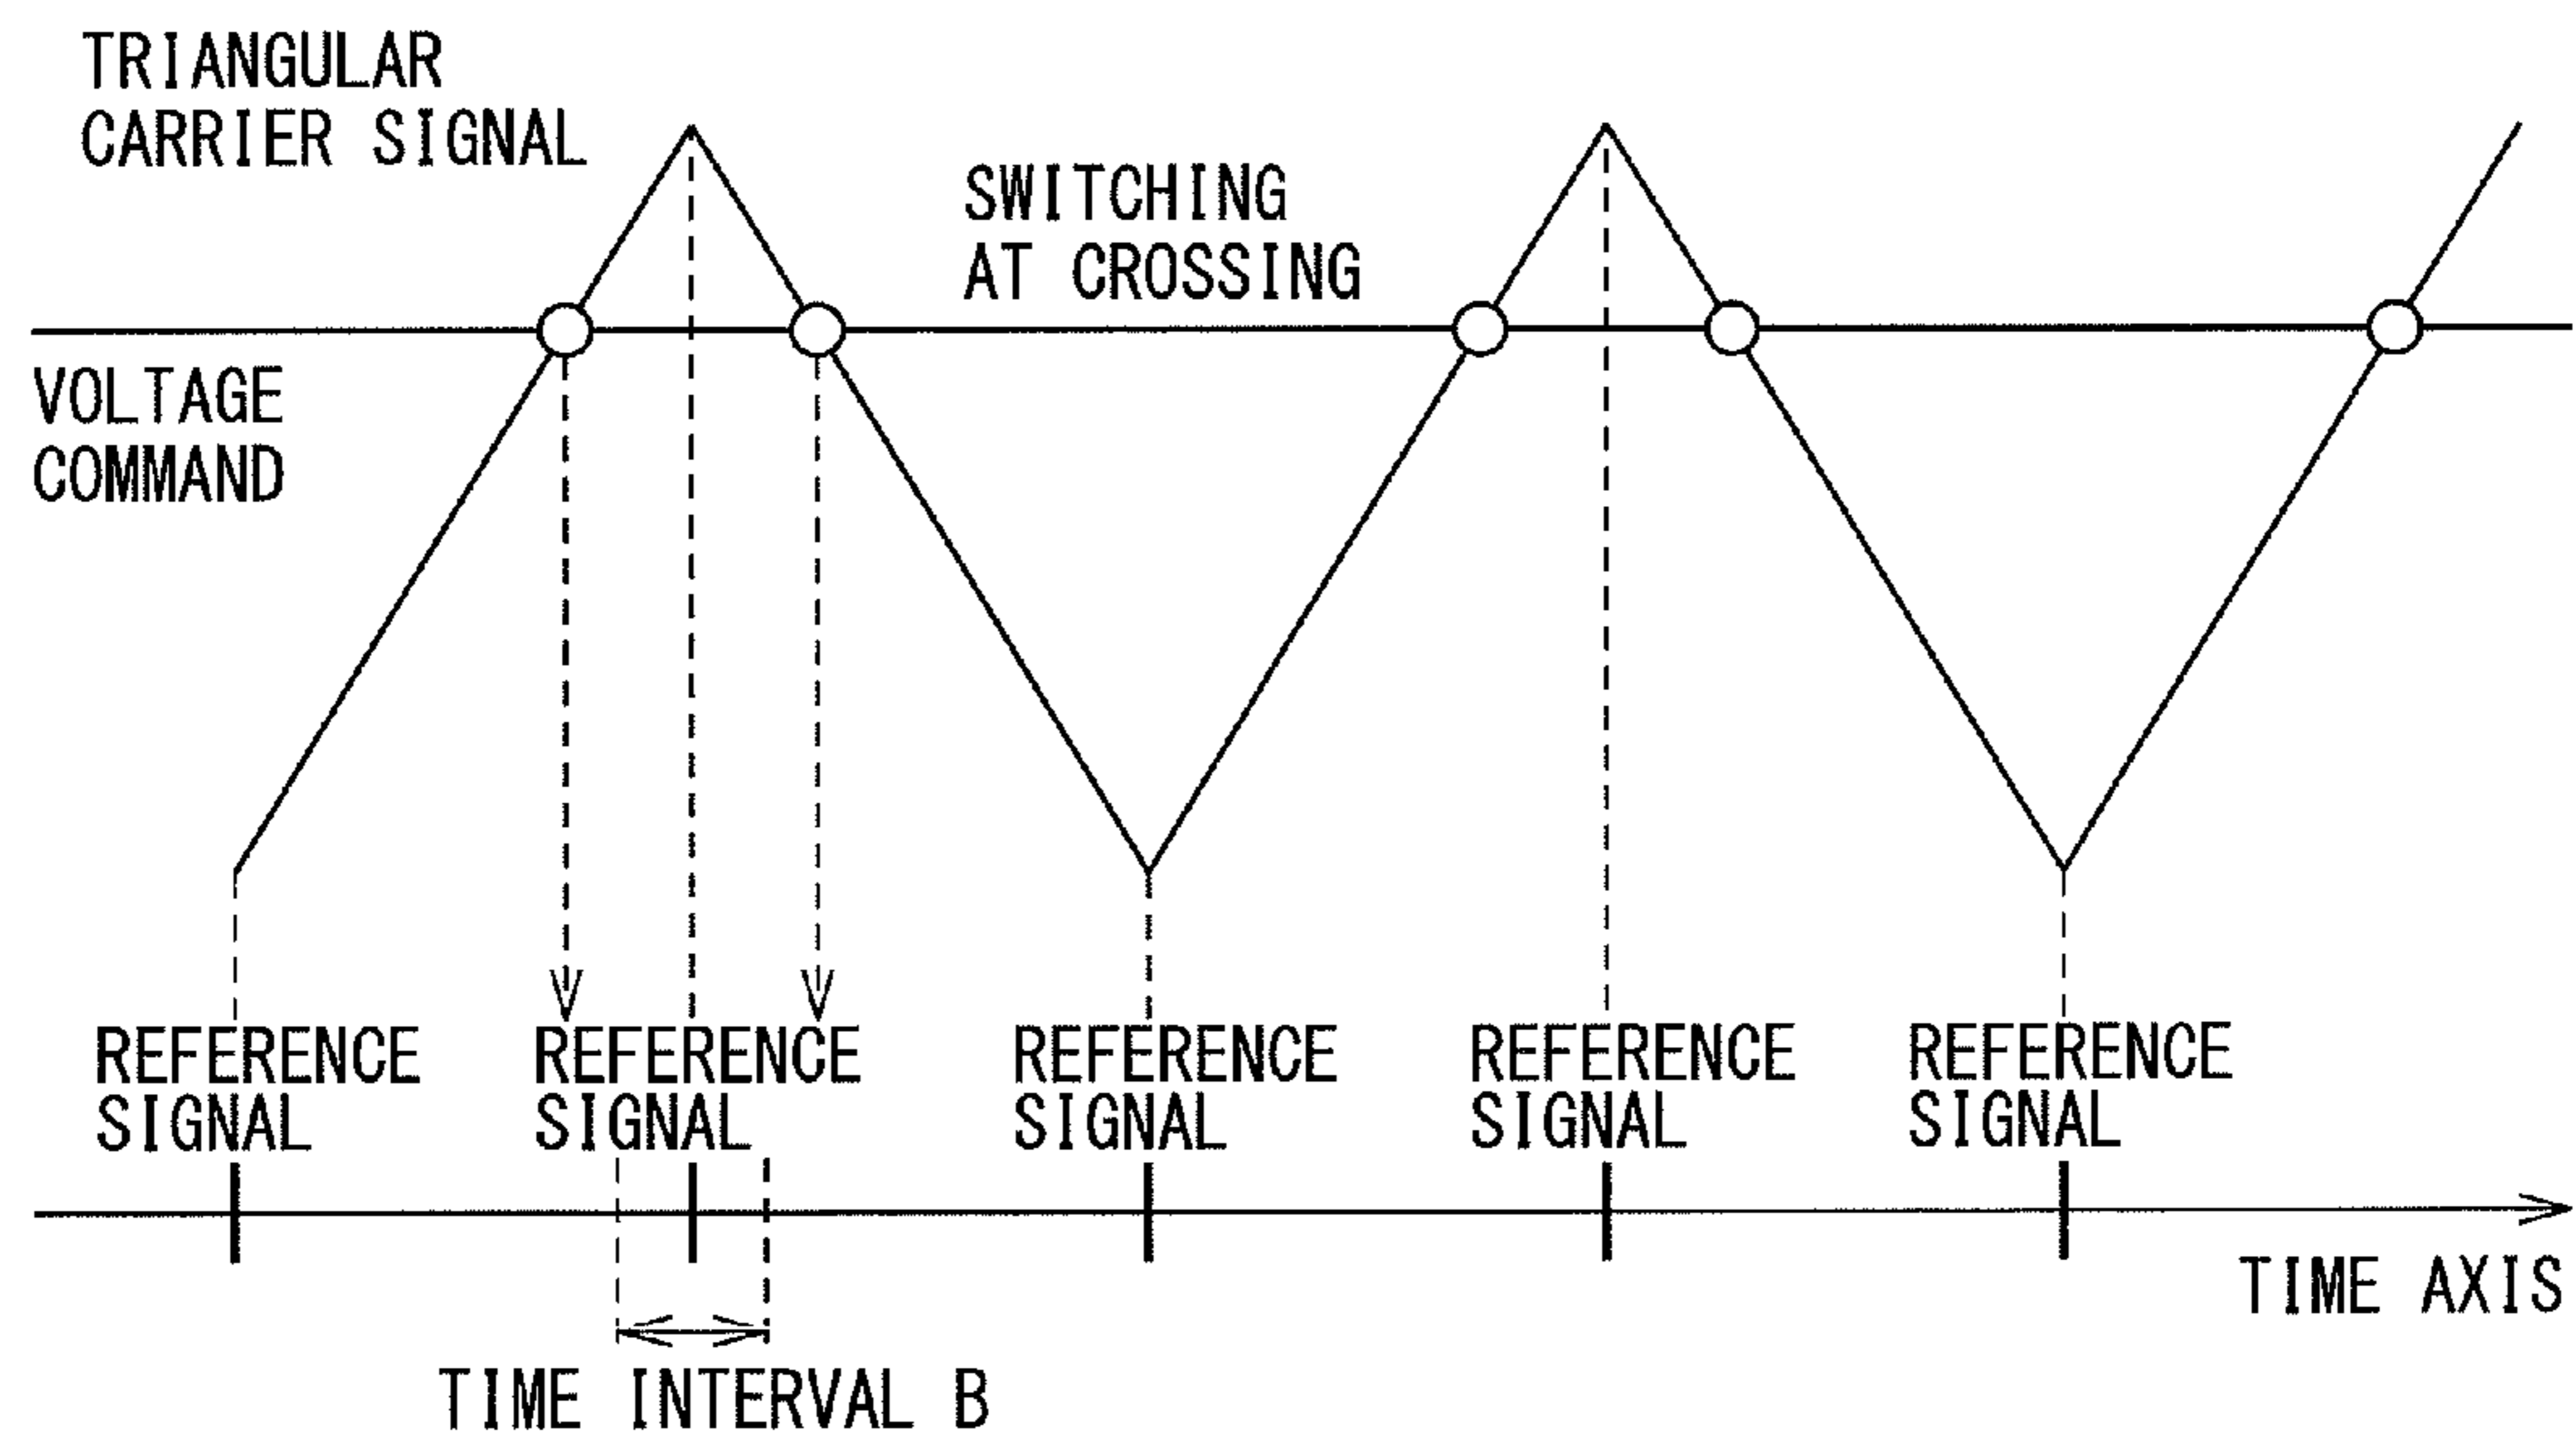 TRIANGULAR
CARRIER SIGNAL
SWITCHING
AT CROSSING
VOLTAGE
COMMAND
REFERENCE
SIGNAL
REFERENCE
SIGNAL
REFERENCE
SIGNAL
REFERENCE
SIGNAL
REFERENCE
SIGNAL
TIME AXIS
TIME INTERVAL B